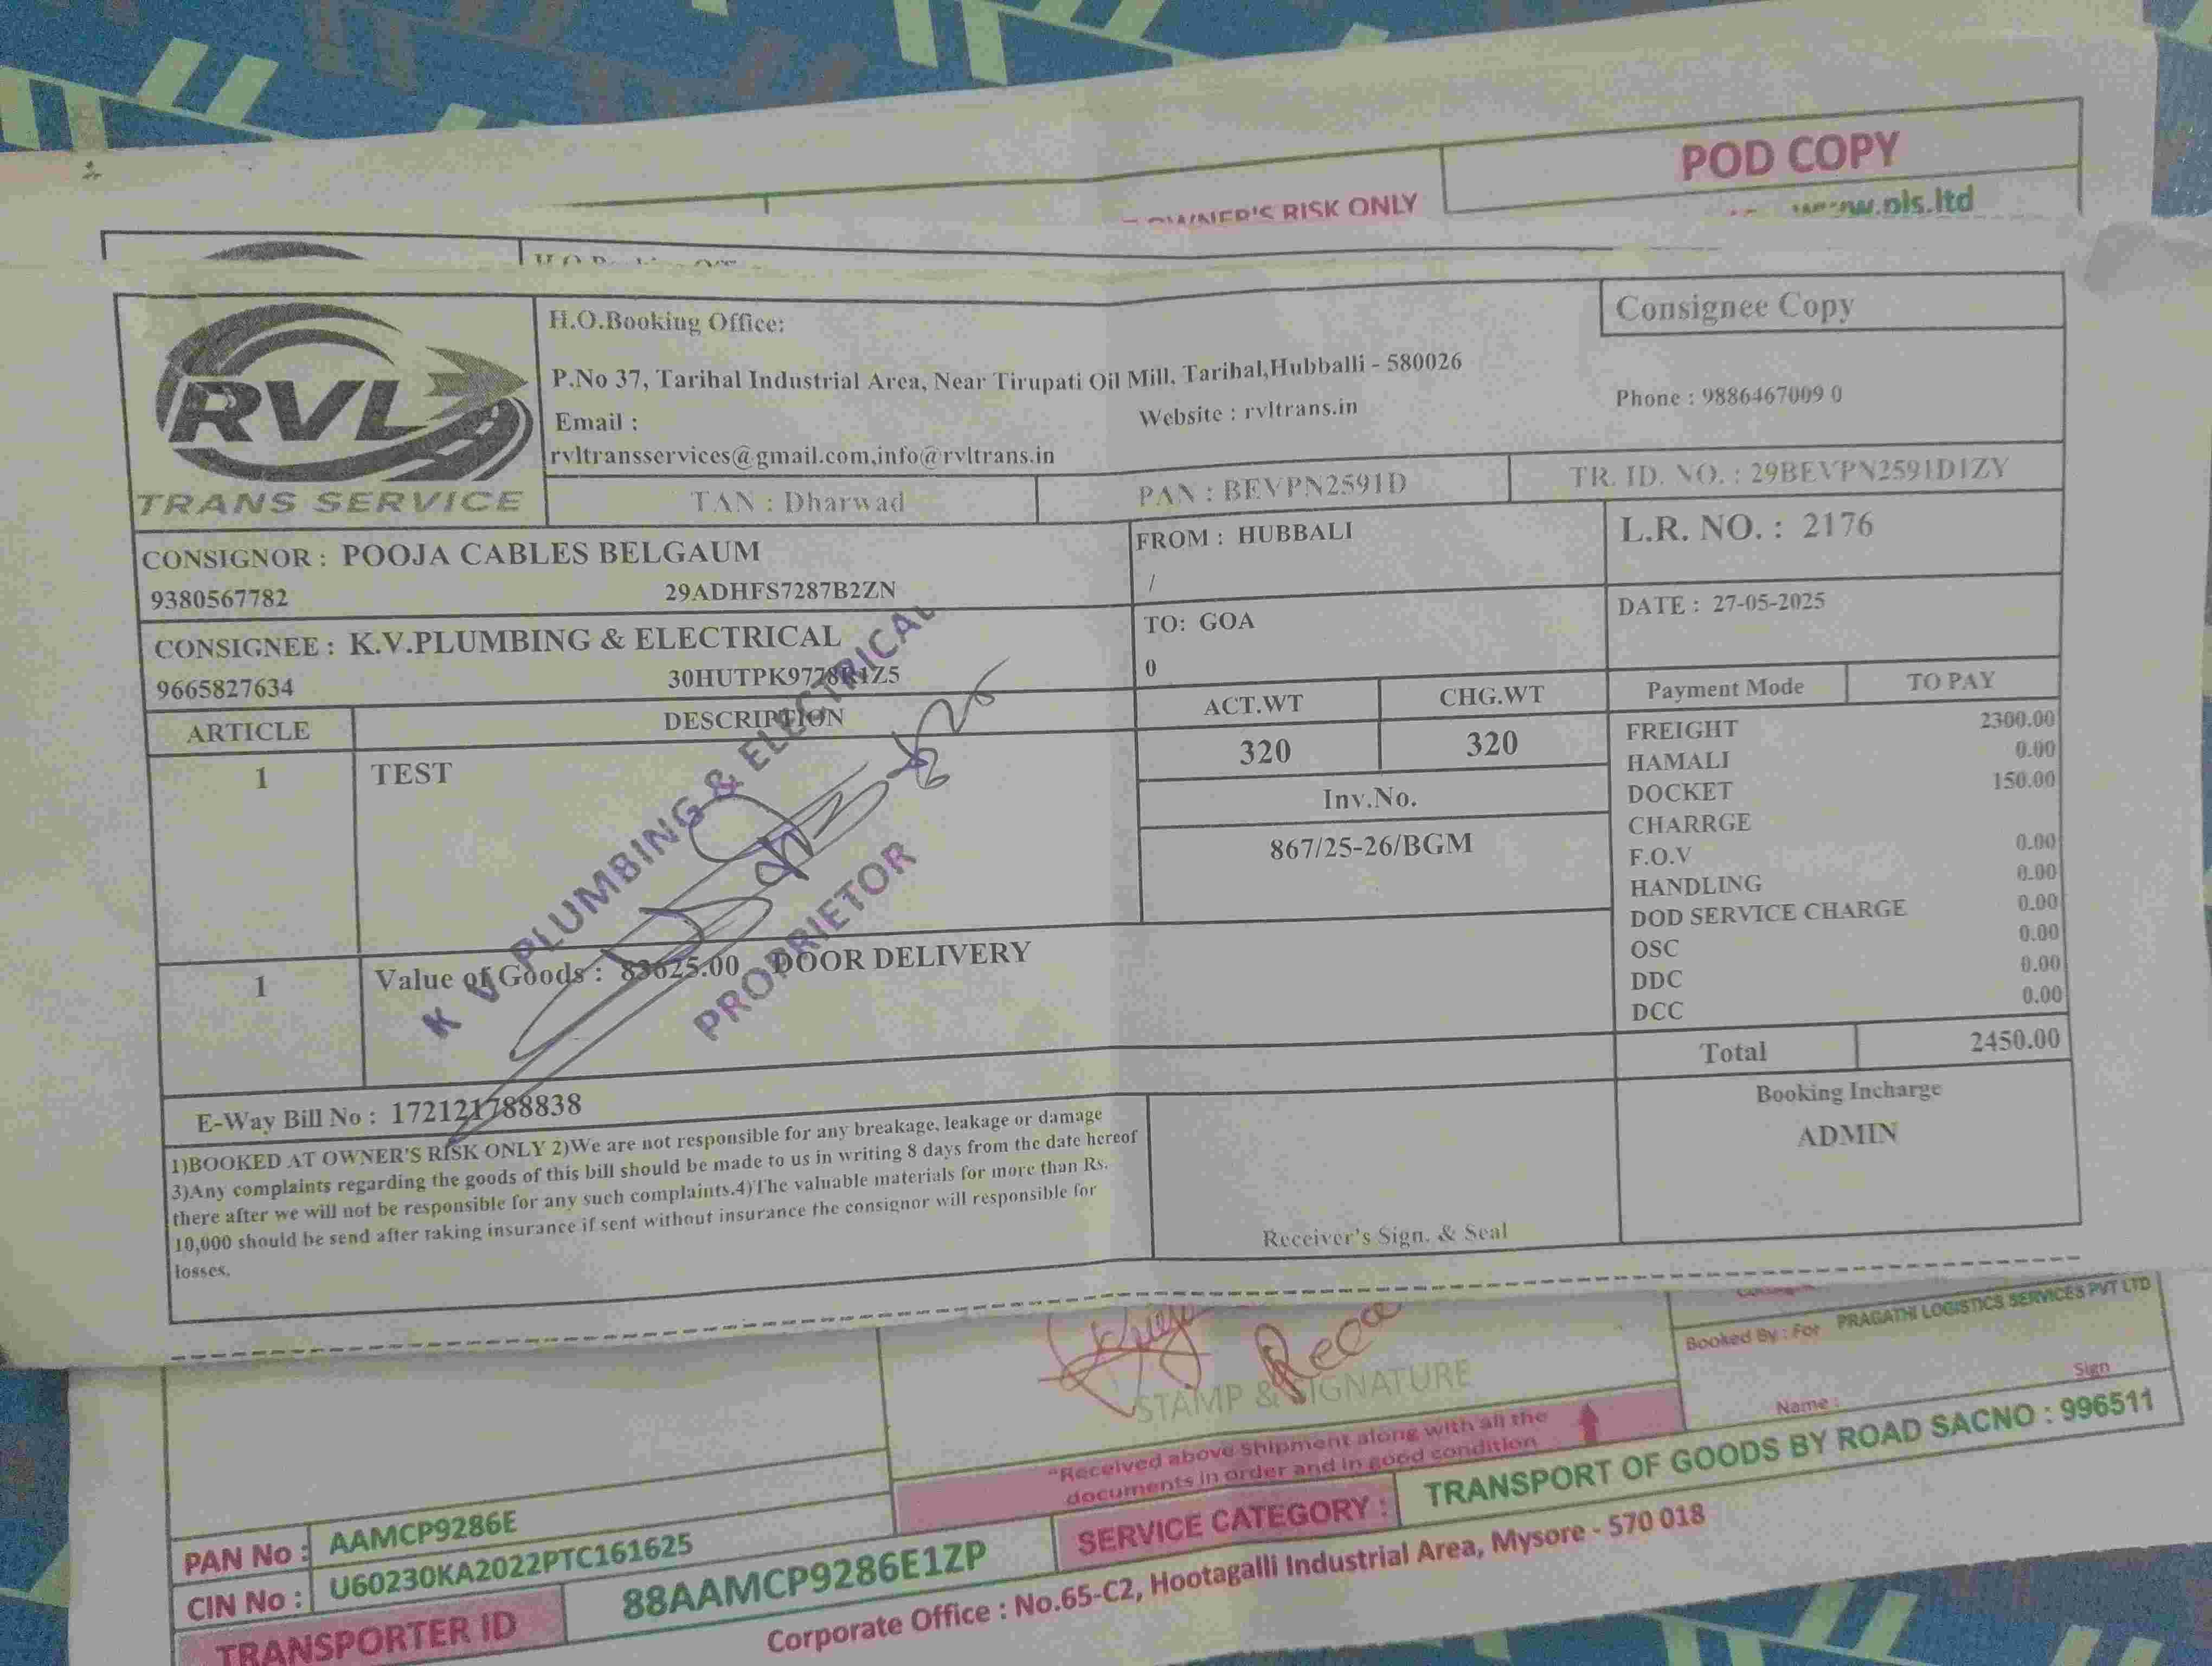 POD COPY
OWNER'S RISK ONLY
www.pls.ltd
Consignee Copy
H.O.Booking Office:
P.No 37, Tarihal Industrial Area, Near Tirupati Oil Mill, Tarihal,Hubballi - 580026
Email :
Website : rvltrans.in
Phone : 9886467009 0
rvltransservices@gmail.com,info@rvltrans.in
RVL
TRANS SERVICE
TAN : Dharwad
PAN : BEVPN2591D
TR. ID. NO. : 29BEVPN2591D1ZY
CONSIGNOR : POOJA CABLES BELGAUM
9380567782 29ADHFS7287B2ZN
FROM : HUBBALI
/
L.R. NO. : 2176
CONSIGNEE : K.V.PLUMBING & ELECTRICAL
9665827634 30HUTPK9778R1Z5
TO: GOA
0
DATE : 27-05-2025
ARTICLE DESCRIPTION ACT.WT CHG.WT
Payment Mode TO PAY
1 TEST 320 320
Inv.No.
867/25-26/BGM
FREIGHT 2300.00
HAMALI 0.00
DOCKET 150.00
CHARRGE
F.O.V 0.00
HANDLING 0.00
DOD SERVICE CHARGE 0.00
OSC 0.00
DDC 0.00
DCC 0.00
1 Value of Goods : 83625.00 DOOR DELIVERY
K V PLUMBING & ELECTRICAL
PROPRIETOR
Total 2450.00
E-Way Bill No : 172121788838
Booking Incharge
ADMIN
1)BOOKED AT OWNER'S RISK ONLY 2)We are not responsible for any breakage, leakage or damage
3)Any complaints regarding the goods of this bill should be made to us in writing 8 days from the date hereof
there after we will not be responsible for any such complaints.4)The valuable materials for more than Rs.
10,000 should be send after raking insurance if sent without insurance the consignor will responsible for
losses.
Receiver's Sign. & Seal
STAMP & SIGNATURE
Booked By : For PRAGATHI LOGISTICS SERVICES PVT LTD
Name : Sign
"Received above Shipment along with all the
documents in order and in good condition
PAN No : AAMCP9286E
CIN No : U60230KA2022PTC161625
SERVICE CATEGORY : TRANSPORT OF GOODS BY ROAD SACNO : 996511
TRANSPORTER ID 88AAMCP9286E1ZP
Corporate Office : No.65-C2, Hootagalli Industrial Area, Mysore - 570 018